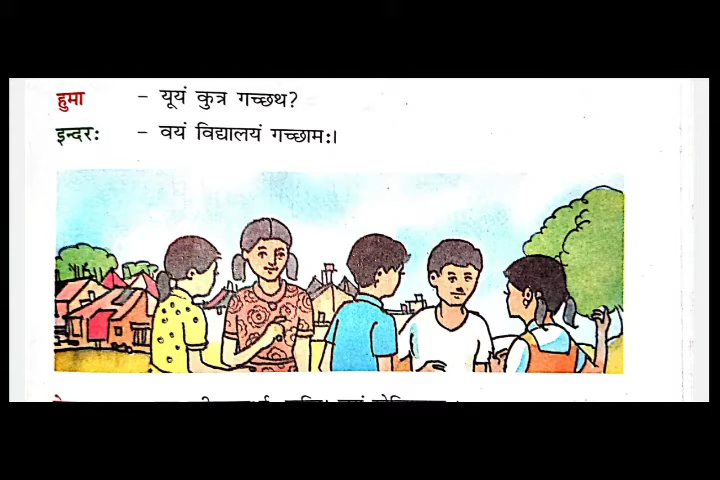 हुमा - यूयं कुत्र गच्छथ?
इन्दरः - वयं विद्यालयं गच्छामः।